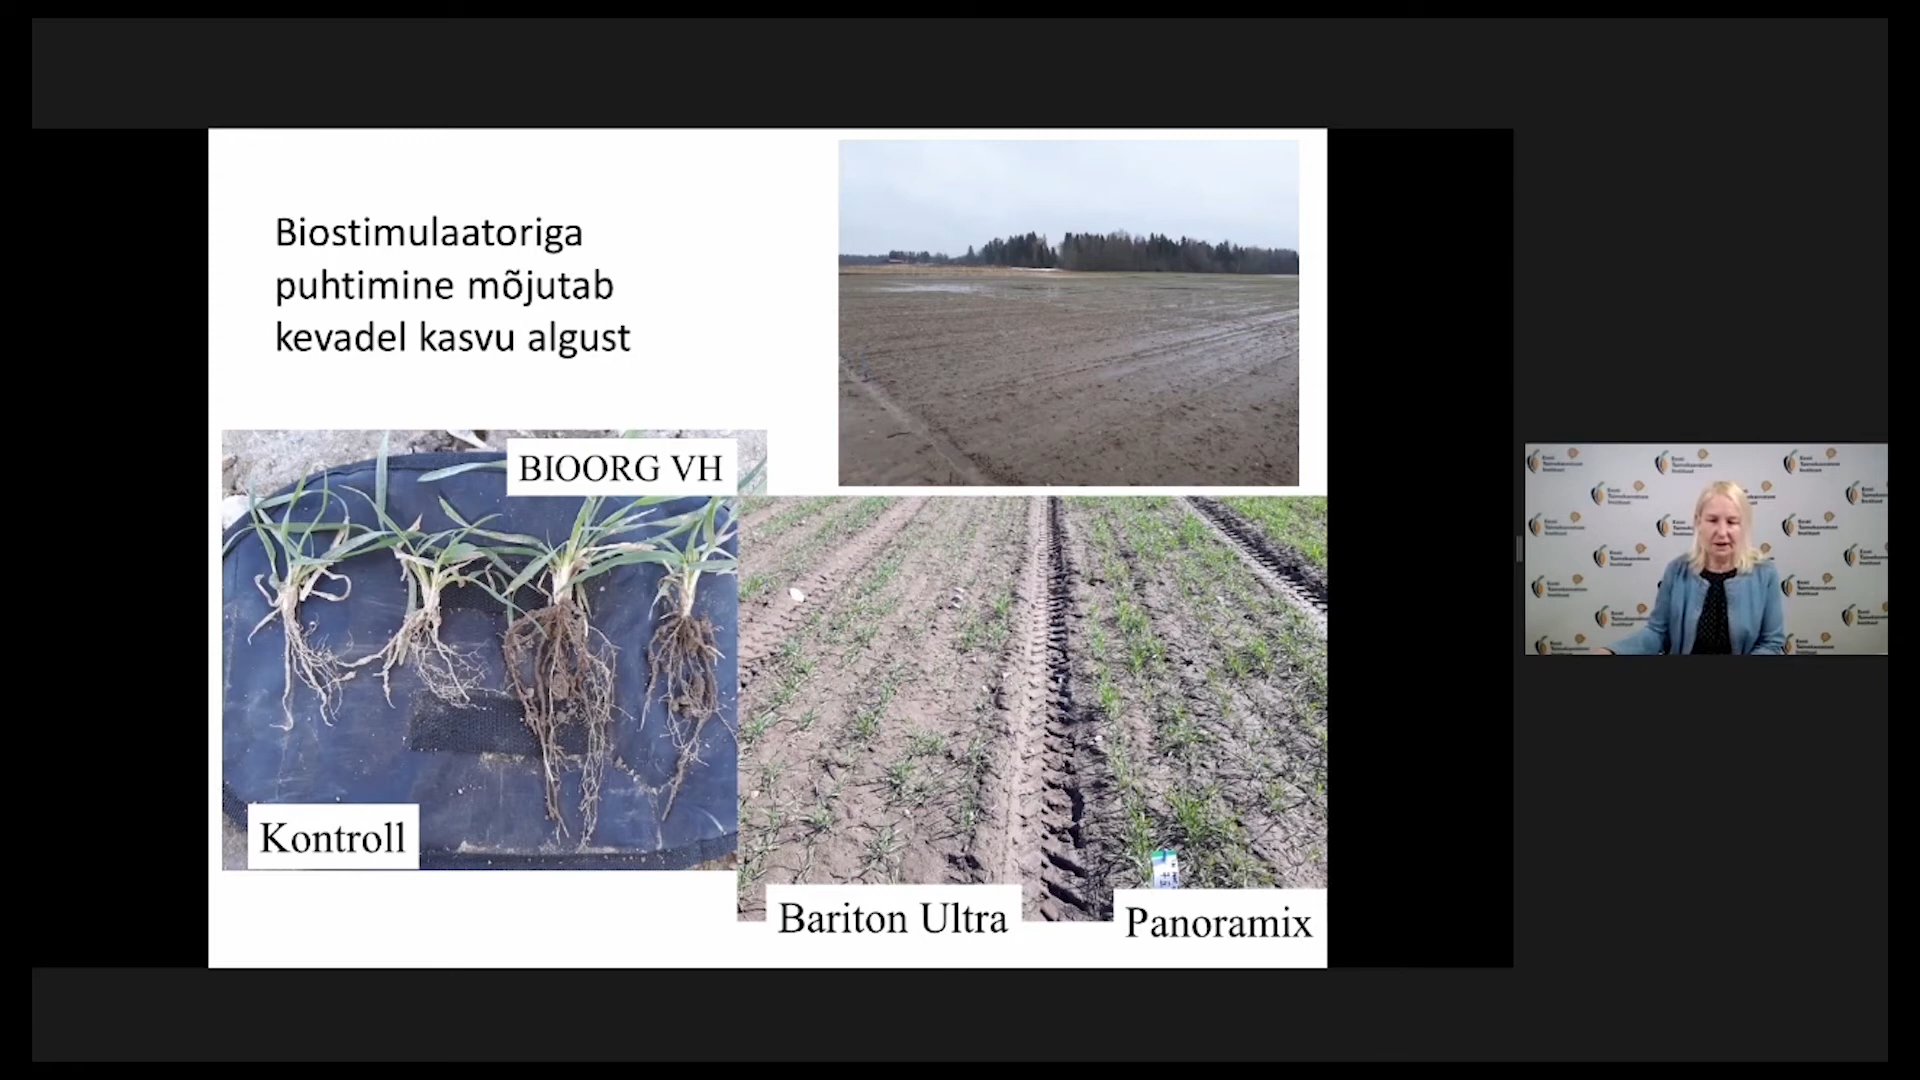 Biostimulaatoriga
puhtimine mõjutab
kevadel kasvu algust
BIOORG VH
Kontroll
Bariton Ultra
Panoramix